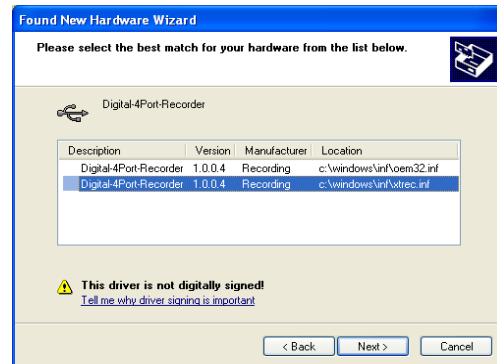 Found New Hardware Wizard
Please select the best match for your hardware from the list below.
Digital-4Port-Recorder
Description Version Manufacturer Location
Digital-4Port-Recorder 1.0.0.4 Recording c:\windows\inf\oem32.inf
Digital-4Port-Recorder 1.0.0.4 Recording c:\windows\inf\xtrec.inf
This driver is not digitally signed!
Tell me why driver signing is important
< Back Next > Cancel